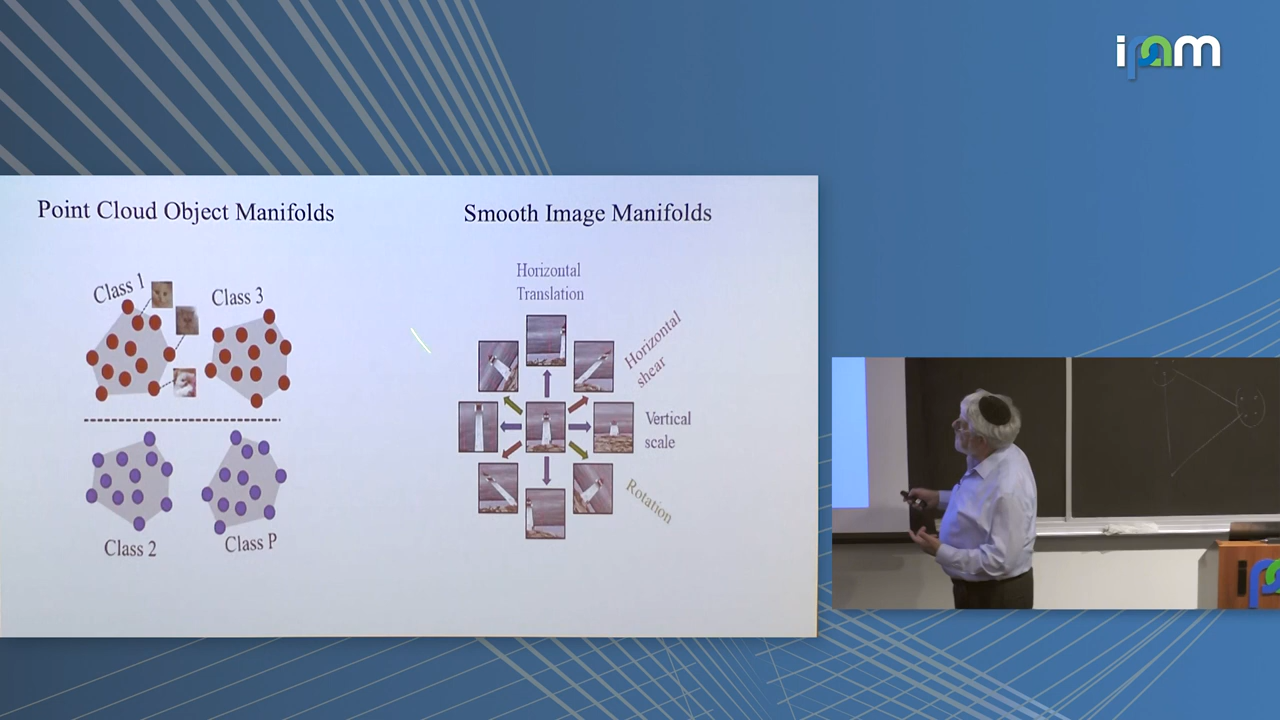 ipam
Point Cloud Object Manifolds
Smooth Image Manifolds
Class 1
Class 3
Class 2
Class P
Horizontal
Translation
Horizontal
shear
Vertical
scale
Rotation